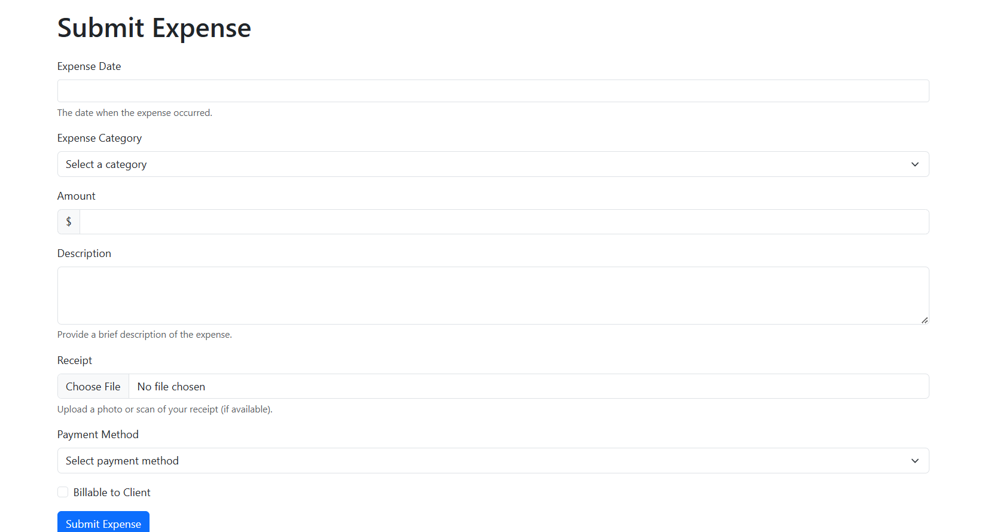 Submit Expense
Expense Date
The date when the expense occurred.
Expense Category
Select a category
Amount
$
Description
Provide a brief description of the expense.
Receipt
Choose File No file chosen
Upload a photo or scan of your receipt (if available).
Payment Method
Select payment method
Billable to Client
Submit Expense